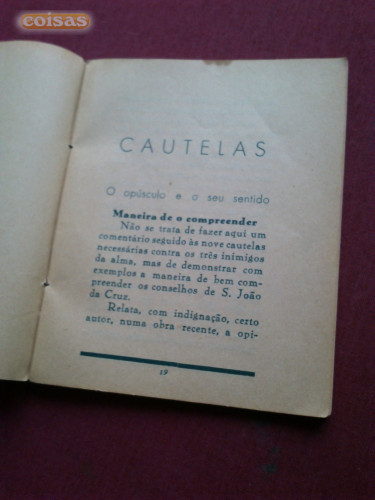 coisas
CAUTELAS
O opúsculo e o seu sentido
Maneira de o compreender
Não se trata de fazer aqui um
comentário seguido às nove cautelas
necessárias contra os três inimigos
da alma, mas de demonstrar com
exemplos a maneira de bem com-
preender os conselhos de S. João
da Cruz.
Relata, com indignação, certo
autor, numa obra recente, a opi-
19